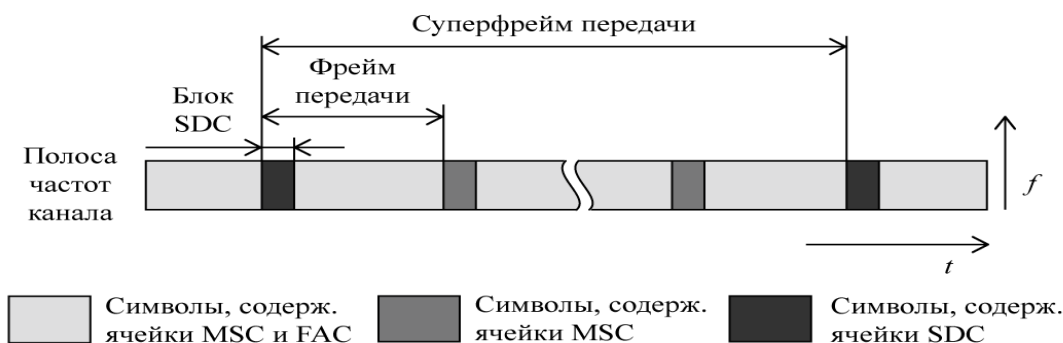 Суперфрейм передачи
Фрейм
передачи
Блок
SDC
Полоса
частот
канала
f
t
Символы, содерж.
ячейки MSC и FAC
Символы, содерж.
ячейки MSC
Символы, содерж.
ячейки SDC